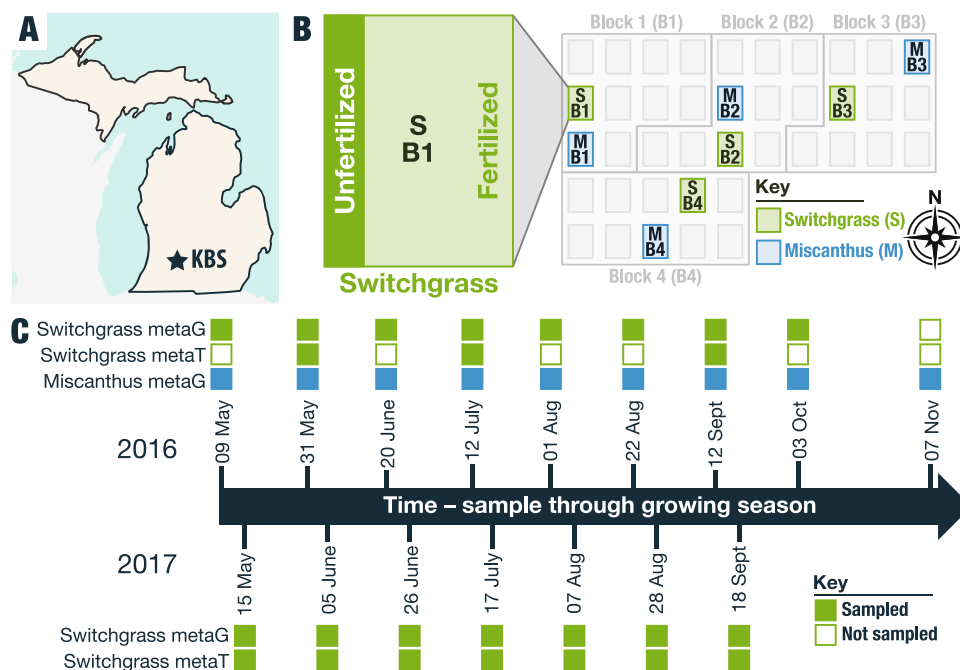 A
KBS
B
Unfertilized
S
B1
Fertilized
Switchgrass
Block 1 (B1)
Block 2 (B2)
Block 3 (B3)
M
B3
S
B1
M
B2
S
B3
M
B1
S
B2
S
B4
M
B4
Block 4 (B4)
Key
Switchgrass (S)
Miscanthus (M)
N
C
Switchgrass metaG
Switchgrass metaT
Miscanthus metaG
2016
09 May
31 May
20 June
12 July
01 Aug
22 Aug
12 Sept
03 Oct
07 Nov
Time – sample through growing season
2017
15 May
05 June
26 June
17 July
07 Aug
28 Aug
18 Sept
Switchgrass metaG
Switchgrass metaT
Key
Sampled
Not sampled